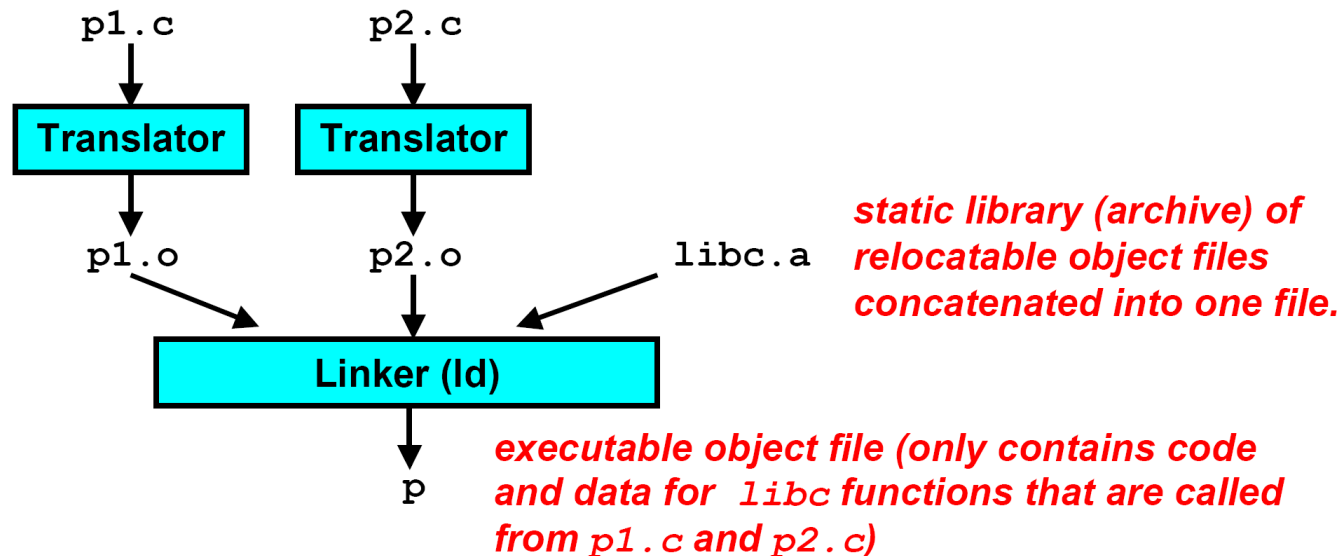 p1.c p2.c
Translator Translator
p1.o p2.o libc.a
static library (archive) of
relocatable object files
concatenated into one file.
Linker (ld)
p
executable object file (only contains code
and data for libc functions that are called
from p1.c and p2.c)